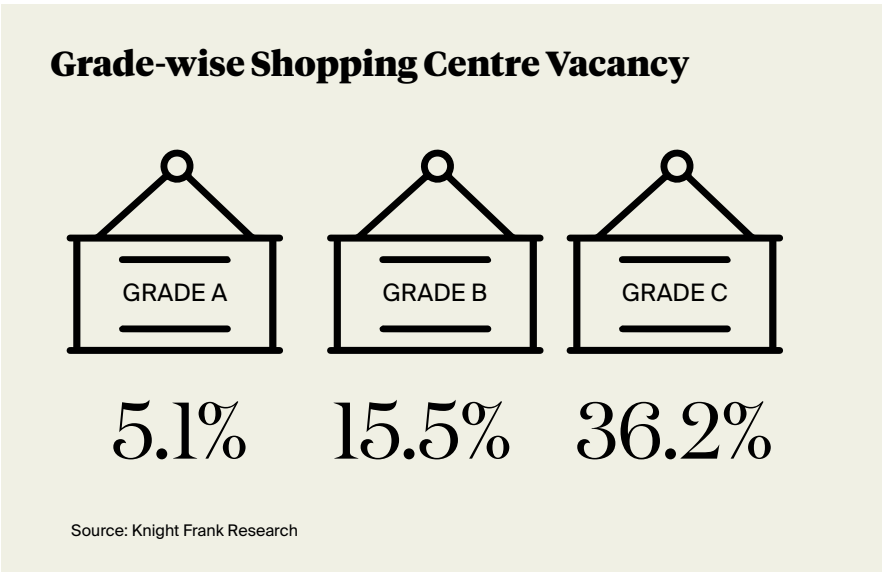 Grade-wise Shopping Centre Vacancy
GRADE A
GRADE B
GRADE C
5.1%
15.5%
36.2%
Source: Knight Frank Research